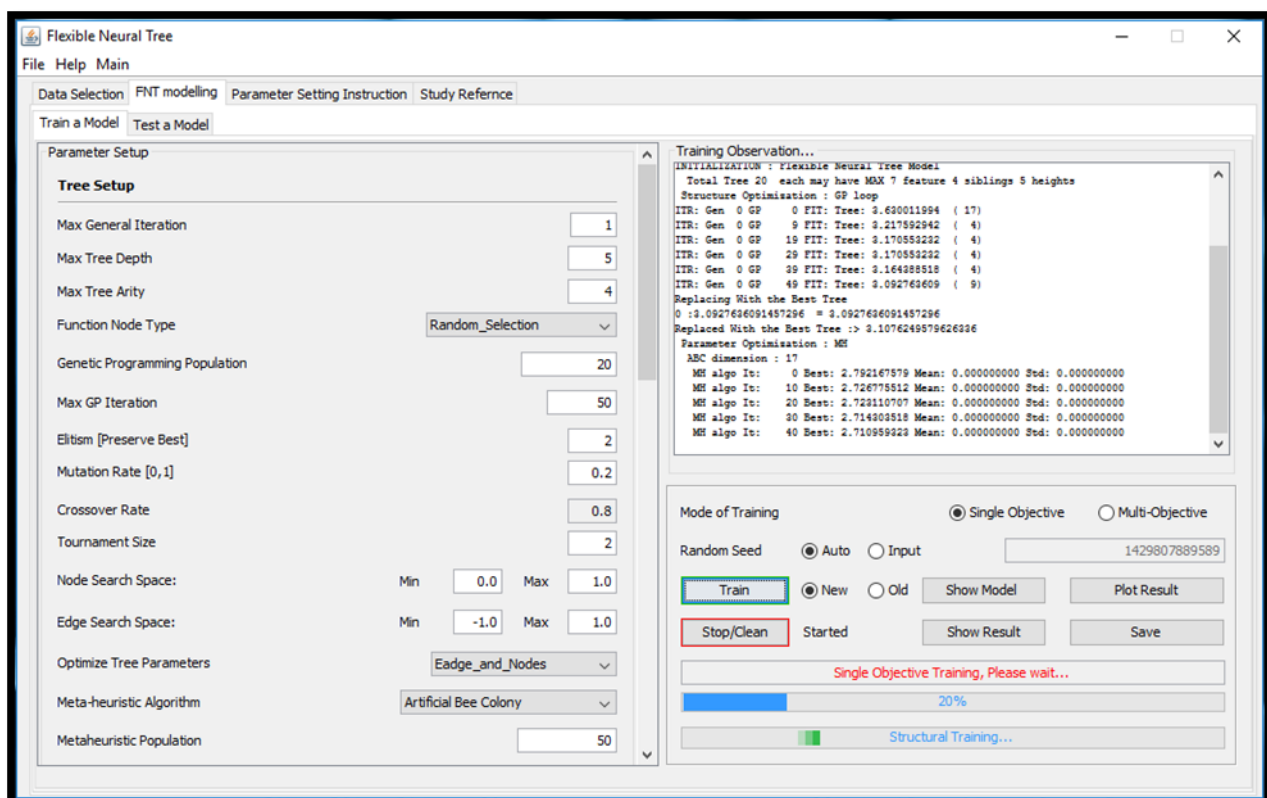 Flexible Neural Tree
File Help Main
Data Selection FNT modelling Parameter Setting Instruction Study Refernce
Train a Model Test a Model
Parameter Setup
Tree Setup
Max General Iteration 1
Max Tree Depth 5
Max Tree Arity 4
Function Node Type Random_Selection
Genetic Programming Population 20
Max GP Iteration 50
Elitism [Preserve Best] 2
Mutation Rate [0,1] 0.2
Crossover Rate 0.8
Tournament Size 2
Node Search Space: Min 0.0 Max 1.0
Edge Search Space: Min -1.0 Max 1.0
Optimize Tree Parameters Eadge_and_Nodes
Meta-heuristic Algorithm Artificial Bee Colony
Metaheuristic Population 50
Training Observation...
INITIALIZATION : Flexible Neural Tree Model
Total Tree 20 each may have MAX 7 feature 4 siblings 5 heights
Structure Optimization : GP loop
ITR: Gen 0 GP 0 FIT: Tree: 3.630011994 ( 17)
ITR: Gen 0 GP 9 FIT: Tree: 3.217592942 ( 4)
ITR: Gen 0 GP 19 FIT: Tree: 3.170553232 ( 4)
ITR: Gen 0 GP 29 FIT: Tree: 3.170553232 ( 4)
ITR: Gen 0 GP 39 FIT: Tree: 3.164388518 ( 4)
ITR: Gen 0 GP 49 FIT: Tree: 3.092763609 ( 9)
Replacing With the Best Tree
0 :3.0927636091457296 = 3.0927636091457296
Replaced With the Best Tree :> 3.1076249579626336
Parameter Optimization : MH
ABC dimension : 17
MH algo It: 0 Best: 2.792167579 Mean: 0.000000000 Std: 0.000000000
MH algo It: 10 Best: 2.726775512 Mean: 0.000000000 Std: 0.000000000
MH algo It: 20 Best: 2.723110707 Mean: 0.000000000 Std: 0.000000000
MH algo It: 30 Best: 2.714303518 Mean: 0.000000000 Std: 0.000000000
MH algo It: 40 Best: 2.710959323 Mean: 0.000000000 Std: 0.000000000
Mode of Training Single Objective Multi-Objective
Random Seed Auto Input 1429807889589
Train New Old Show Model Plot Result
Stop/Clean Started Show Result Save
Single Objective Training, Please wait...
20%
Structural Training...